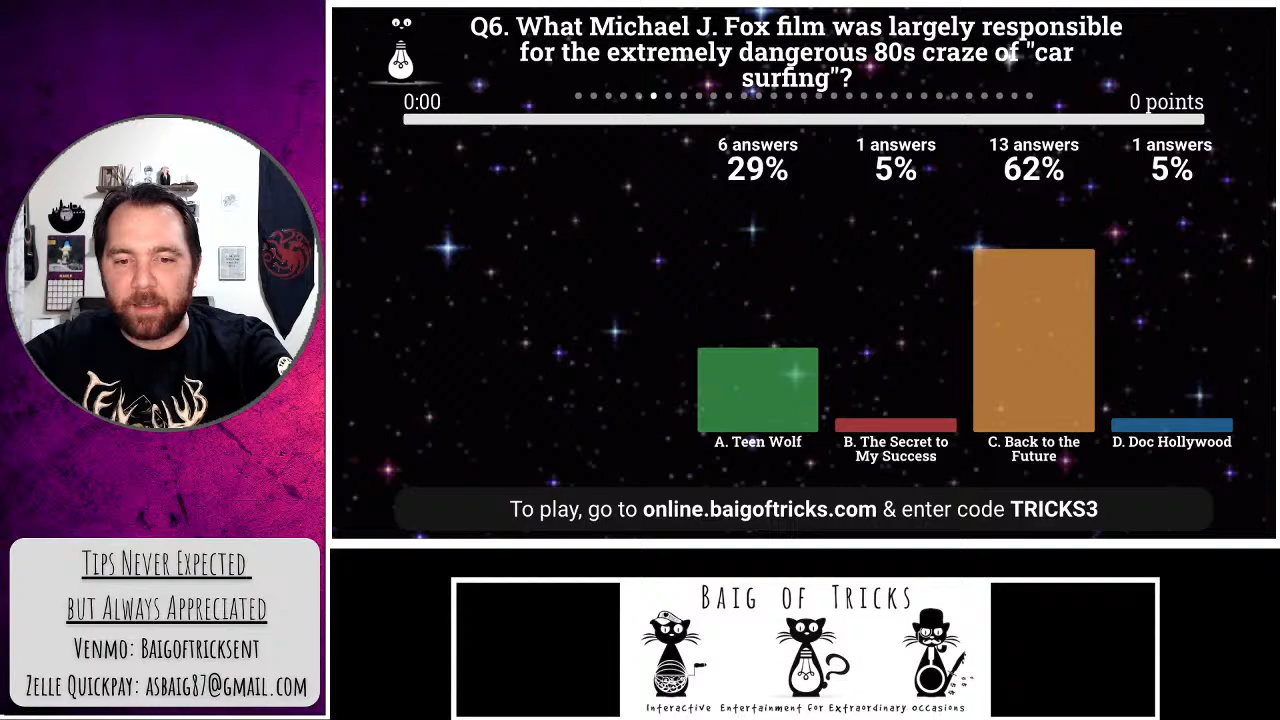 Q6. What Michael J. Fox film was largely responsible
for the extremely dangerous 80s craze of "car
surfing"?
0:00
0 points
6 answers
29%
1 answers
5%
13 answers
62%
1 answers
5%
A. Teen Wolf
B. The Secret to
My Success
C. Back to the
Future
D. Doc Hollywood
To play, go to online.baigoftricks.com & enter code TRICKS3
Tips Never Expected
but Always Appreciated
Venmo: Baigoftricksent
Zelle Quickpay: asbaig87@gmail.com
Baig of Tricks
Interactive Entertainment for Extraordinary Occasions